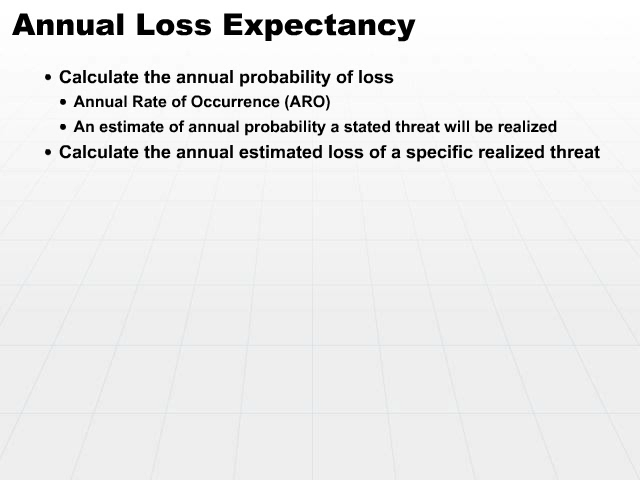 Annual Loss Expectancy
• Calculate the annual probability of loss
• Annual Rate of Occurrence (ARO)
• An estimate of annual probability a stated threat will be realized
• Calculate the annual estimated loss of a specific realized threat